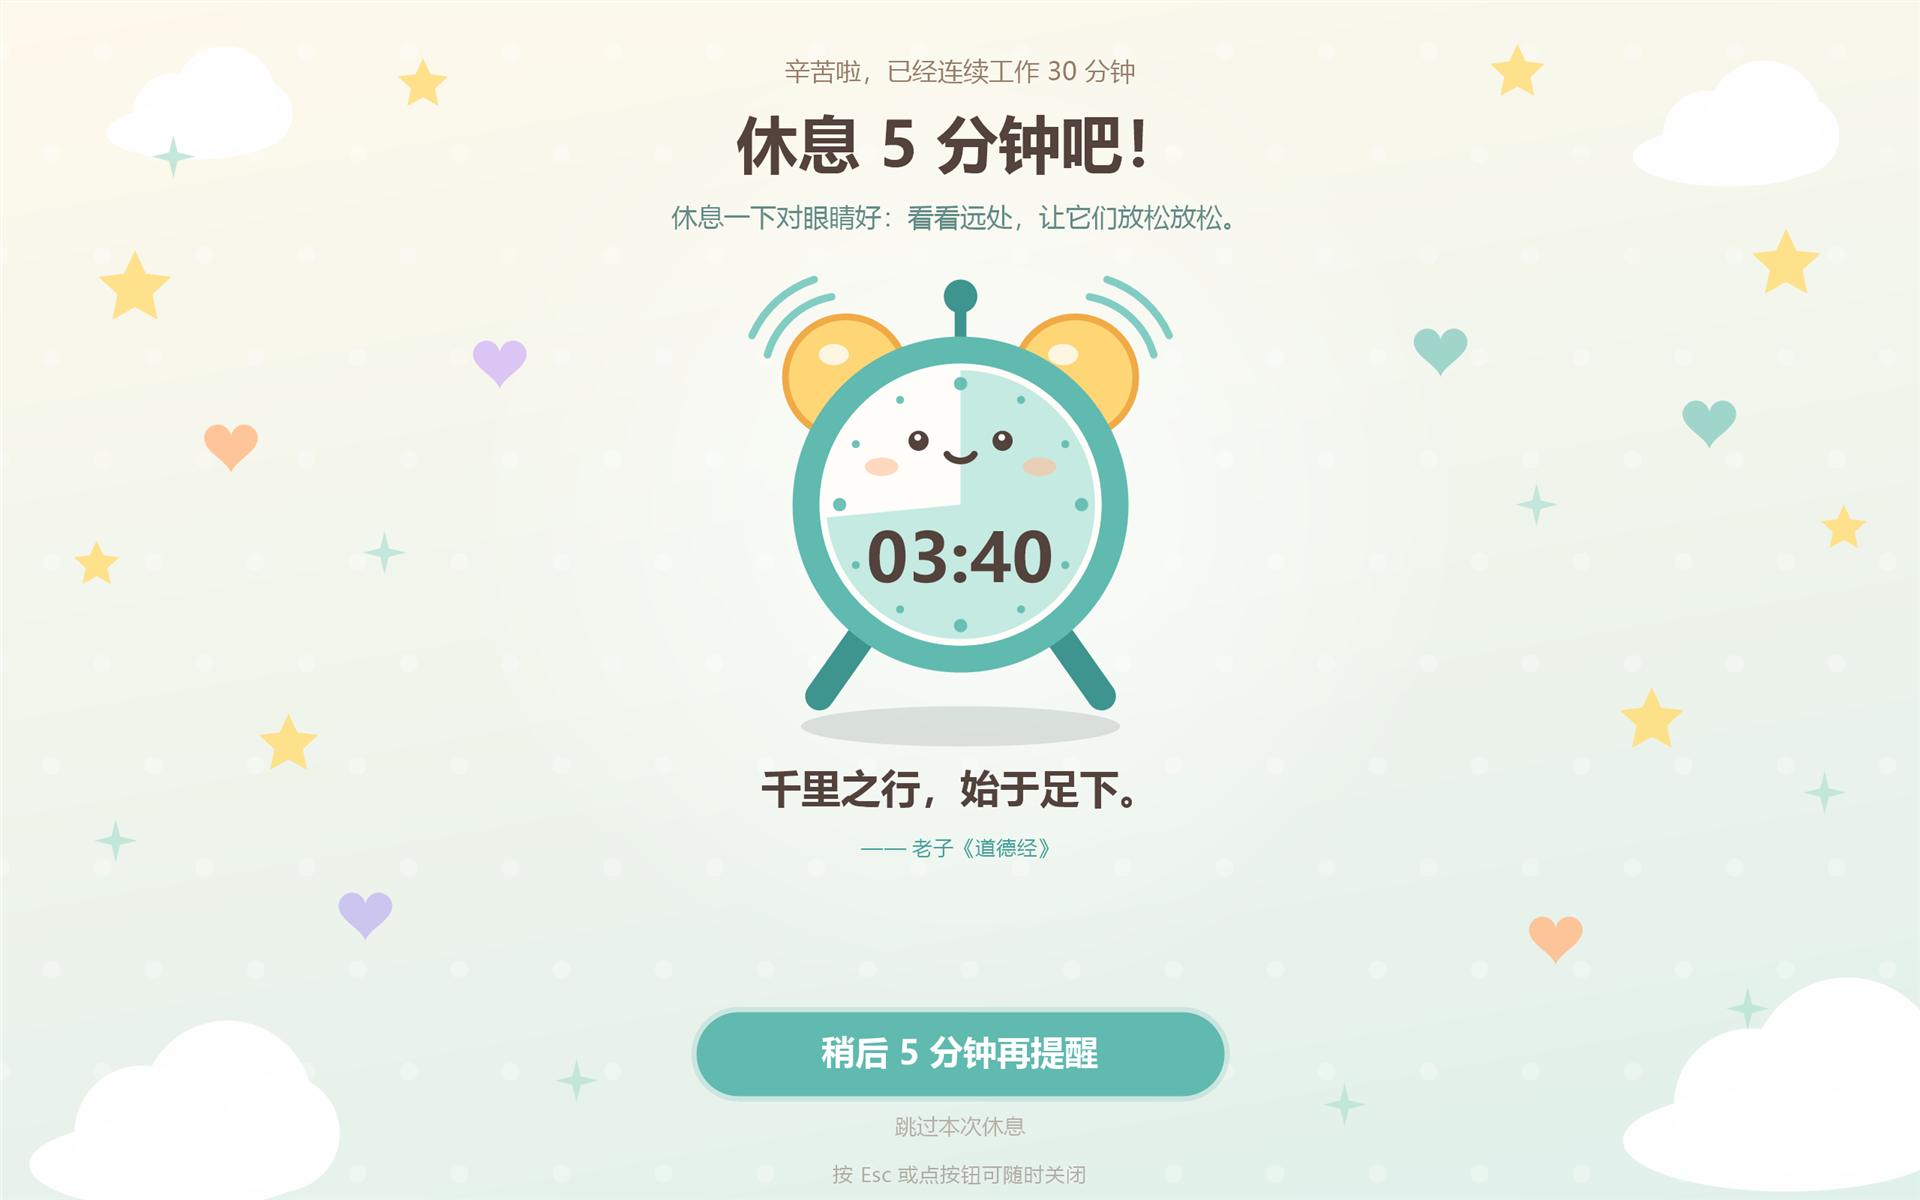 辛苦啦，已经连续工作 30 分钟
休息 5 分钟吧！
休息一下对眼睛好：看看远处，让它们放松放松。
03:40
千里之行，始于足下。
—— 老子《道德经》
稍后 5 分钟再提醒
跳过本次休息
按 Esc 或点按钮可随时关闭